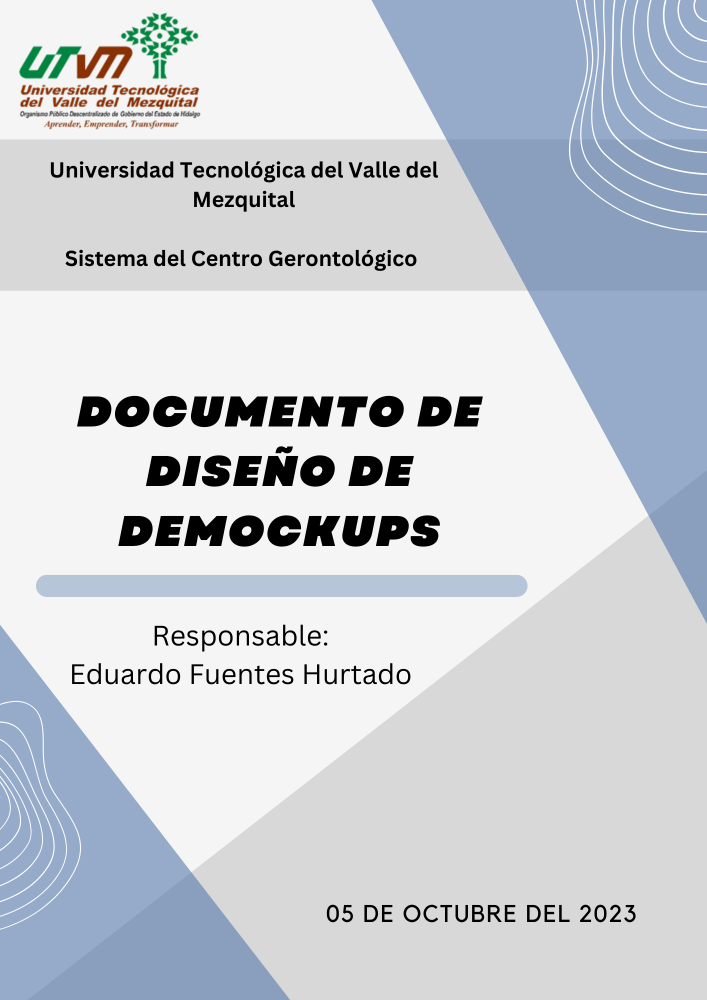 UTVM
Universidad Tecnológica
del Valle del Mezquital
Organismo Público Descentralizado de Gobierno del Estado de Hidalgo
Aprender, Emprender, Transformar
Universidad Tecnológica del Valle del
Mezquital
Sistema del Centro Gerontológico
DOCUMENTO DE
DISEÑO DE
DEMOCKUPS
Responsable:
Eduardo Fuentes Hurtado
05 DE OCTUBRE DEL 2023